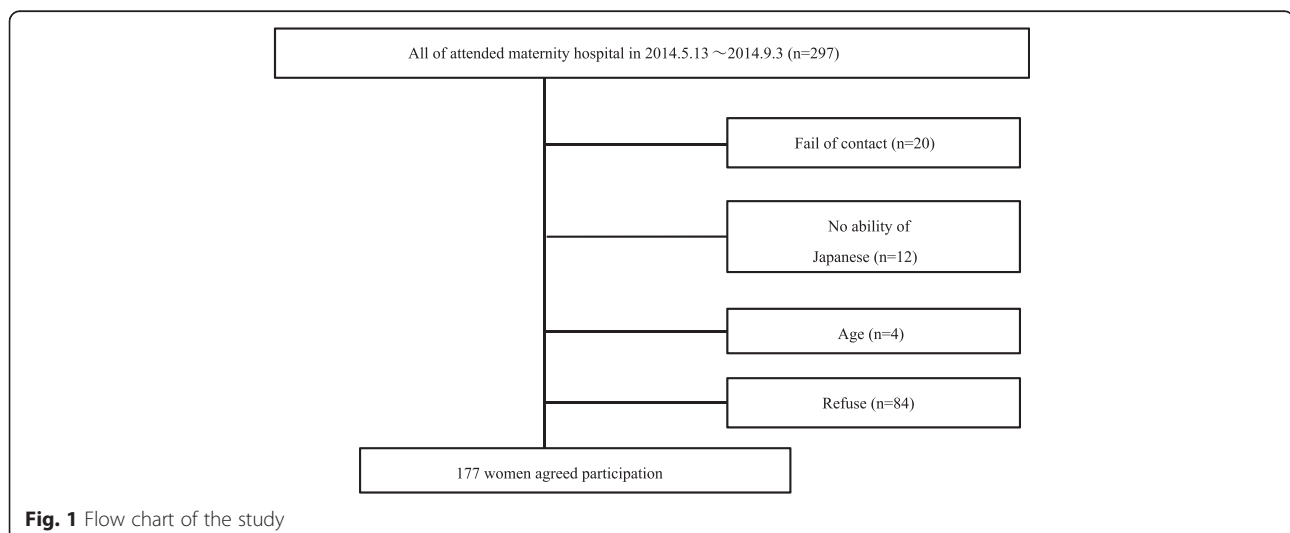 All of attended maternity hospital in 2014.5.13 ～2014.9.3 (n=297)
Fail of contact (n=20)
No ability of
Japanese (n=12)
Age (n=4)
Refuse (n=84)
177 women agreed participation
Fig. 1 Flow chart of the study